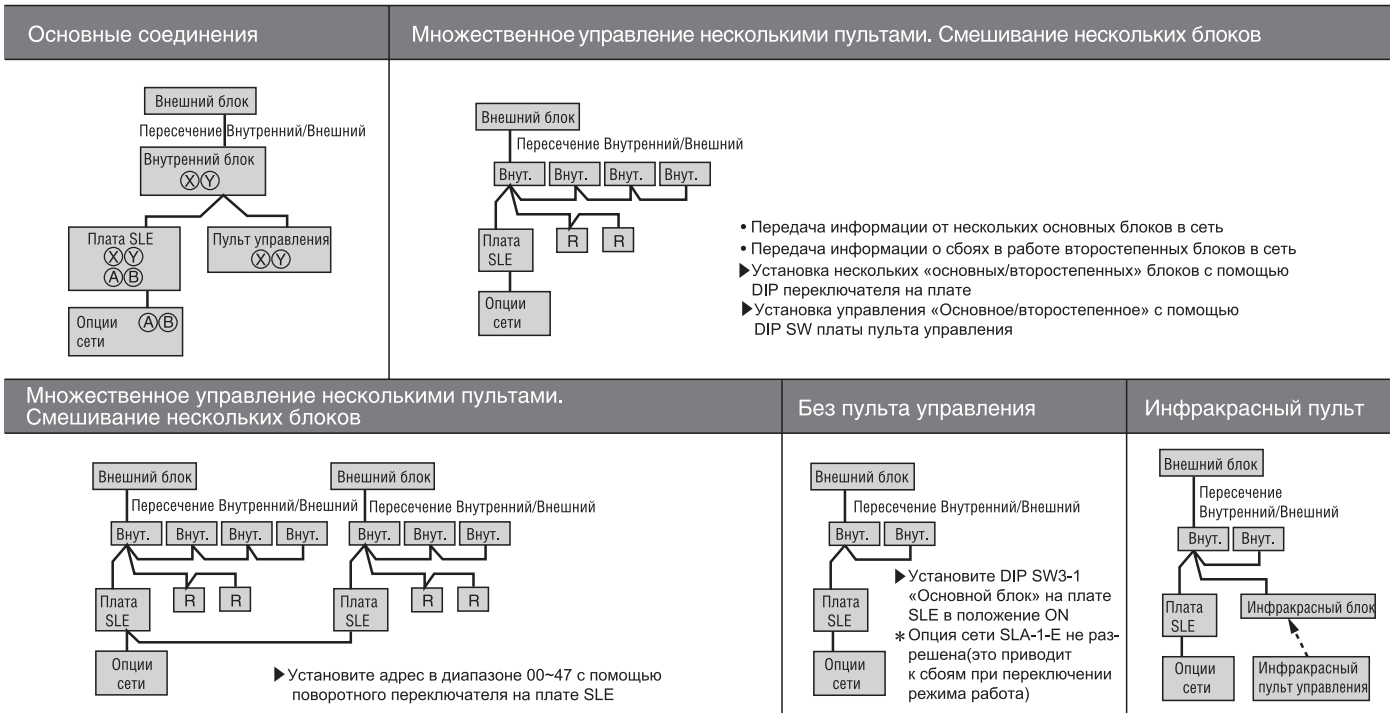 Основные соединения
Множественное управление несколькими пультами. Смешивание нескольких блоков
Внешний блок
Пересечение Внутренний/Внешний
Внутренний блок
Ⓧ Ⓨ
Плата SLE
Ⓧ Ⓨ
Ⓐ Ⓑ
Пульт управления
Ⓧ Ⓨ
Опции Ⓐ Ⓑ
сети
Внешний блок
Пересечение Внутренний/Внешний
Внут. Внут. Внут. Внут.
Плата
SLE
R R
Опции
сети
• Передача информации от нескольких основных блоков в сеть
• Передача информации о сбоях в работе второстепенных блоков в сеть
▶Установка нескольких «основных/второстепенных» блоков с помощью
DIP переключателя на плате
▶Установка управления «Основное/второстепенное» с помощью
DIP SW платы пульта управления
Множественное управление несколькими пультами.
Смешивание нескольких блоков
Без пульта управления
Инфракрасный пульт
Внешний блок
Пересечение Внутренний/Внешний
Внут. Внут. Внут. Внут.
Плата
SLE
R R
Опции
сети
Внешний блок
Пересечение Внутренний/Внешний
Внут. Внут. Внут.
Плата
SLE
R R
▶Установите адрес в диапазоне 00~47 с помощью
поворотного переключателя на плате SLE
Внешний блок
Пересечение Внутренний/Внешний
Внут. Внут.
Плата
SLE
Опции
сети
▶Установите DIP SW3-1
«Основной блок» на плате
SLE в положение ON
*Опция сети SLA-1-E не раз-
решена(это приводит
к сбоям при переключении
режима работа)
Внешний блок
Пересечение
Внутренний/Внешний
Внут. Внут.
Плата
SLE
Инфракрасный блок
Опции
сети
Инфракрасный
пульт управления